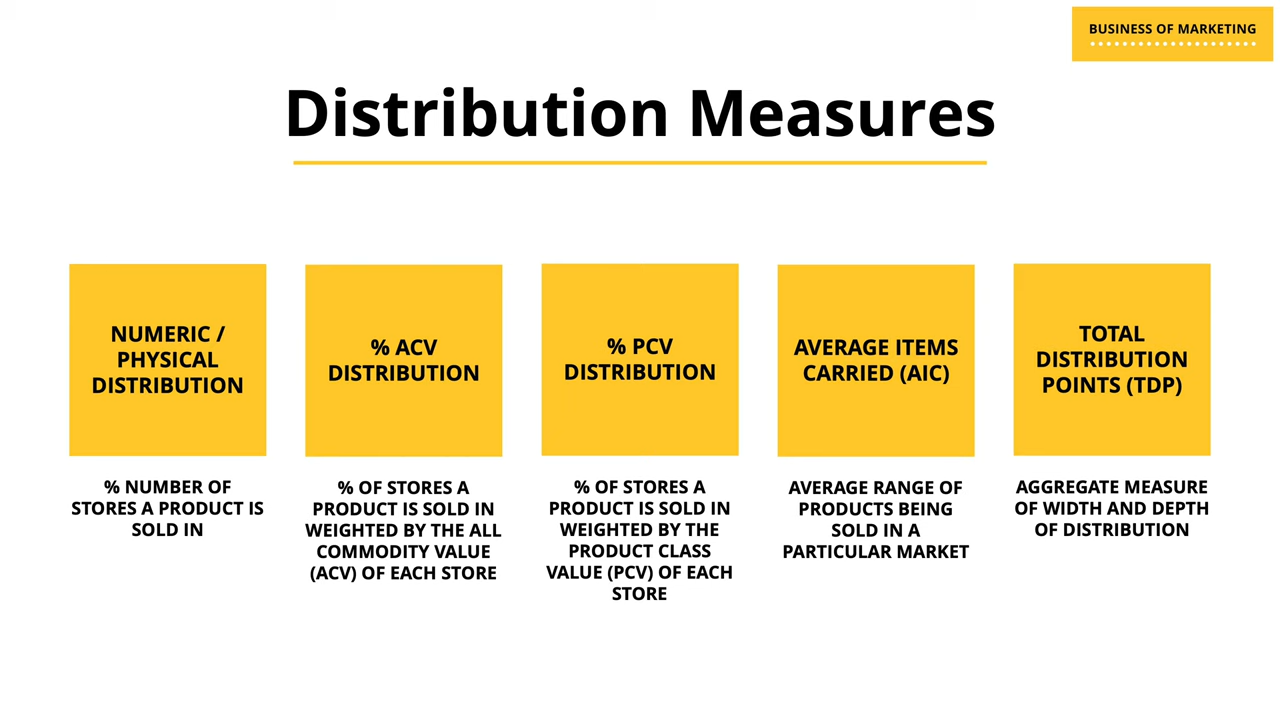 BUSINESS OF MARKETING
Distribution Measures
NUMERIC /
PHYSICAL
DISTRIBUTION
% NUMBER OF
STORES A PRODUCT IS
SOLD IN
% ACV
DISTRIBUTION
% OF STORES A
PRODUCT IS SOLD IN
WEIGHTED BY THE ALL
COMMODITY VALUE
(ACV) OF EACH STORE
% PCV
DISTRIBUTION
% OF STORES A
PRODUCT IS SOLD IN
WEIGHTED BY THE
PRODUCT CLASS
VALUE (PCV) OF EACH
STORE
AVERAGE ITEMS
CARRIED (AIC)
AVERAGE RANGE OF
PRODUCTS BEING
SOLD IN A
PARTICULAR MARKET
TOTAL
DISTRIBUTION
POINTS (TDP)
AGGREGATE MEASURE
OF WIDTH AND DEPTH
OF DISTRIBUTION